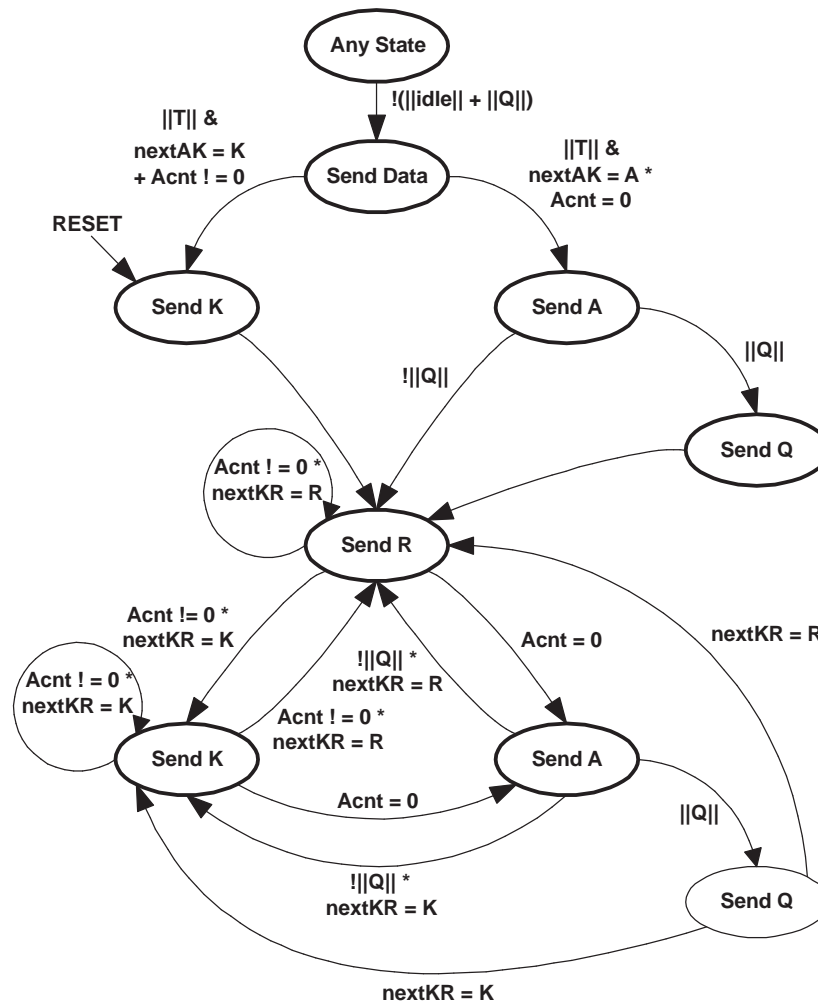 Any State
!(||idle|| + ||Q||)
||T|| &
nextAK = K
+ Acnt ! = 0
Send Data
||T|| &
nextAK = A *
Acnt = 0
RESET
Send K
Send A
!||Q||
||Q||
Send Q
Acnt ! = 0 *
nextKR = R
Send R
Acnt != 0 *
nextKR = K
Acnt = 0
nextKR = R
!||Q|| *
nextKR = R
Acnt ! = 0 *
nextKR = K
Acnt ! = 0 *
nextKR = R
Send K
Send A
Acnt = 0
||Q||
!||Q|| *
nextKR = K
Send Q
nextKR = K